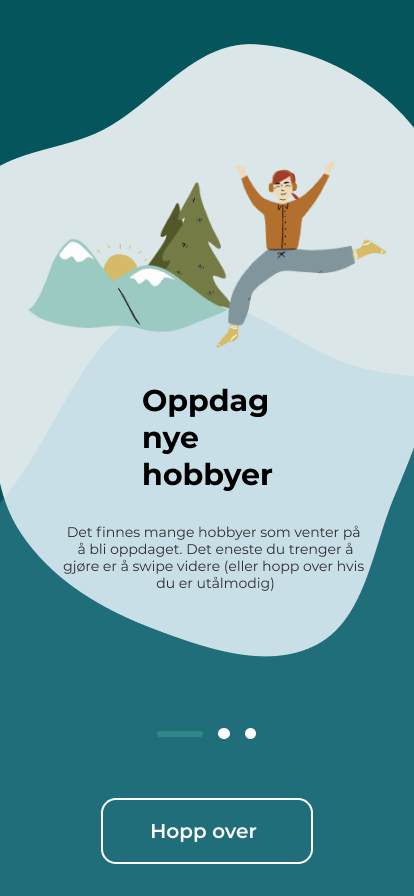 Oppdag
nye
hobbyer
Det finnes mange hobbyer som venter på
å bli oppdaget. Det eneste du trenger å
gjøre er å swipe videre (eller hopp over hvis
du er utålmodig)
Hopp over